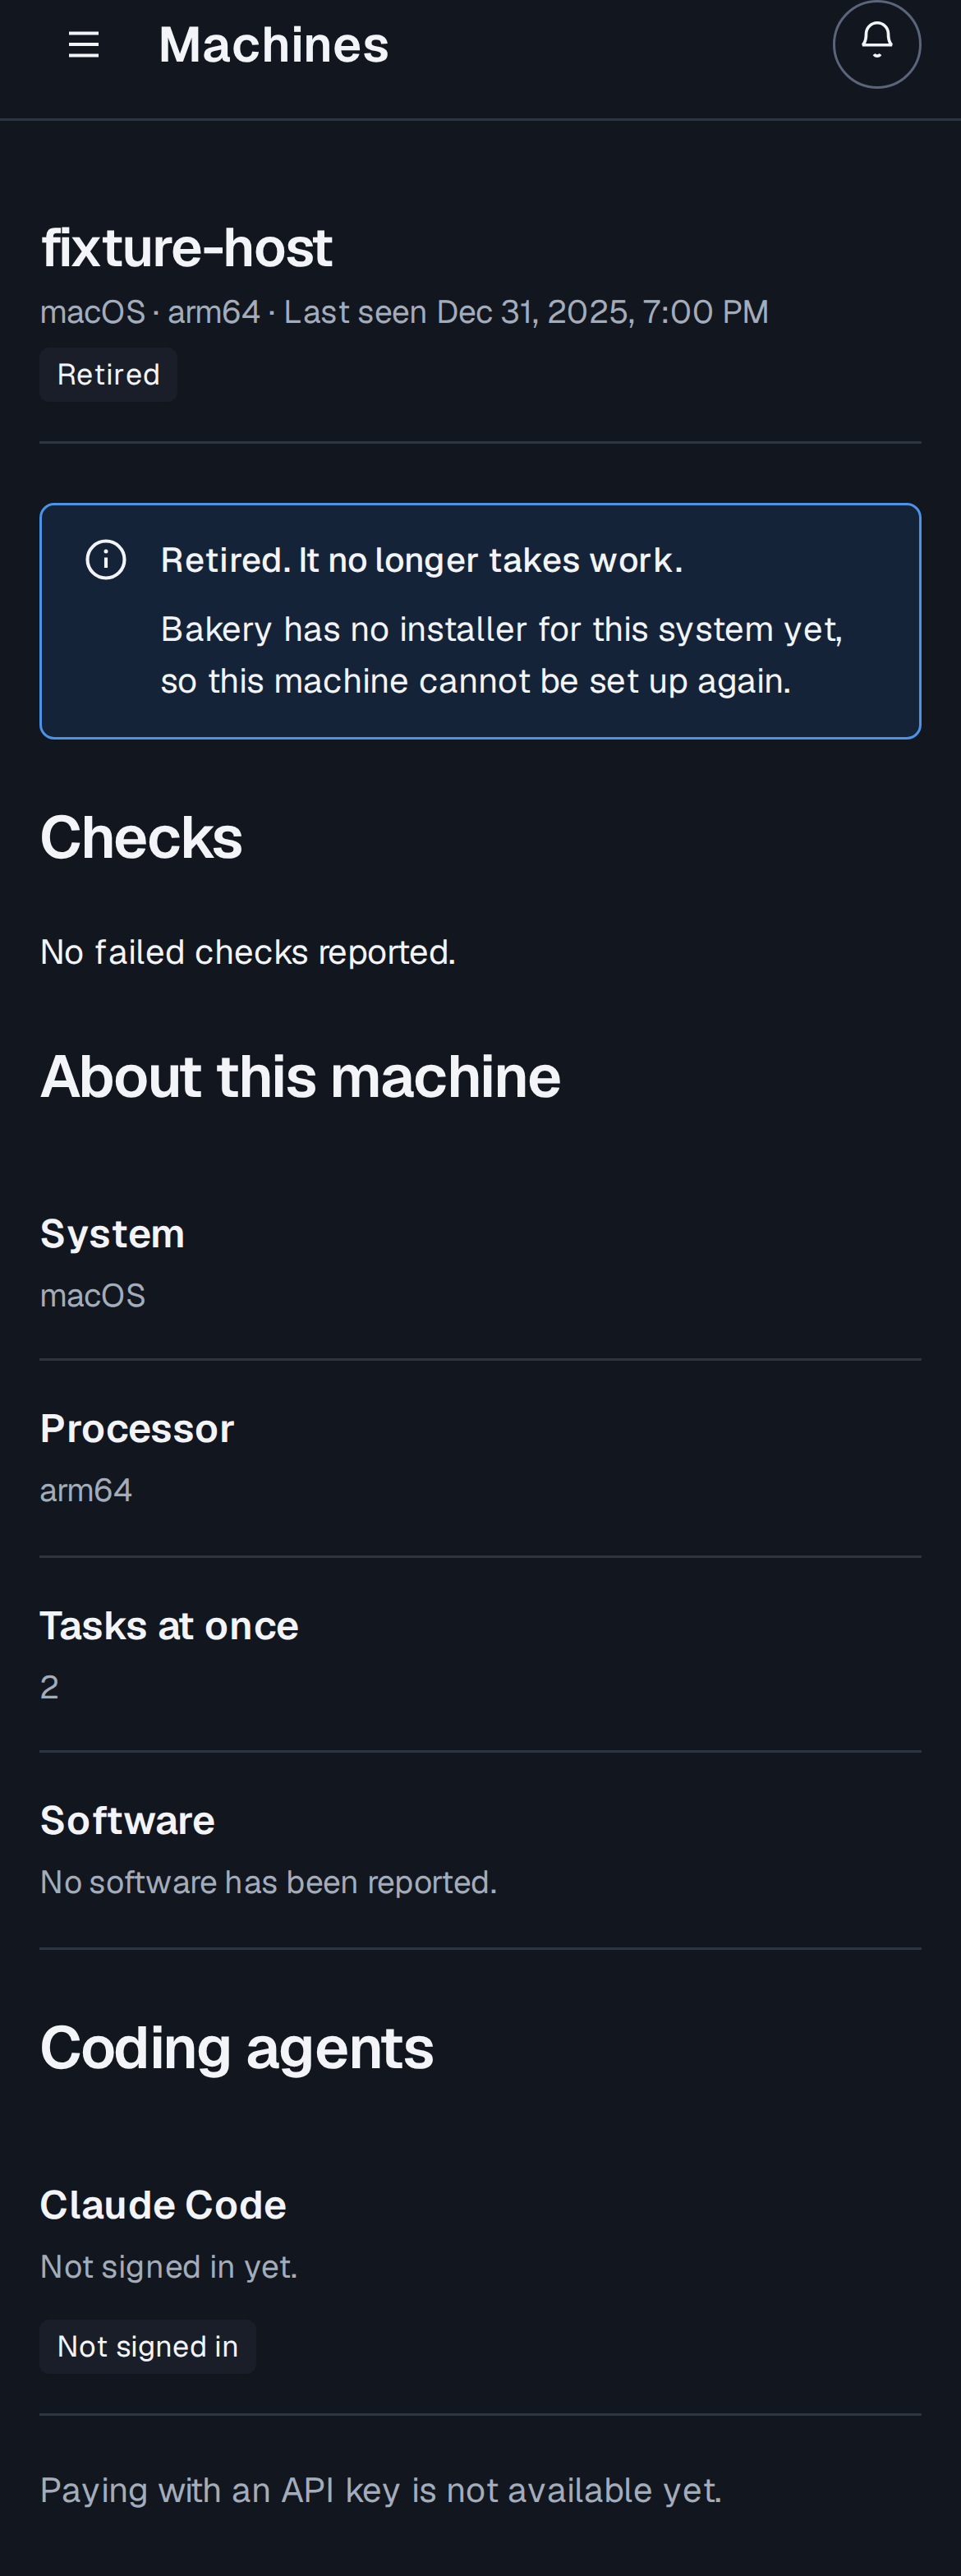 Machines
fixture-host
macOS · arm64 · Last seen Dec 31, 2025, 7:00 PM
Retired
Retired. It no longer takes work.
Bakery has no installer for this system yet,
so this machine cannot be set up again.
Checks
No failed checks reported.
About this machine
System
macOS
Processor
arm64
Tasks at once
2
Software
No software has been reported.
Coding agents
Claude Code
Not signed in yet.
Not signed in
Paying with an API key is not available yet.